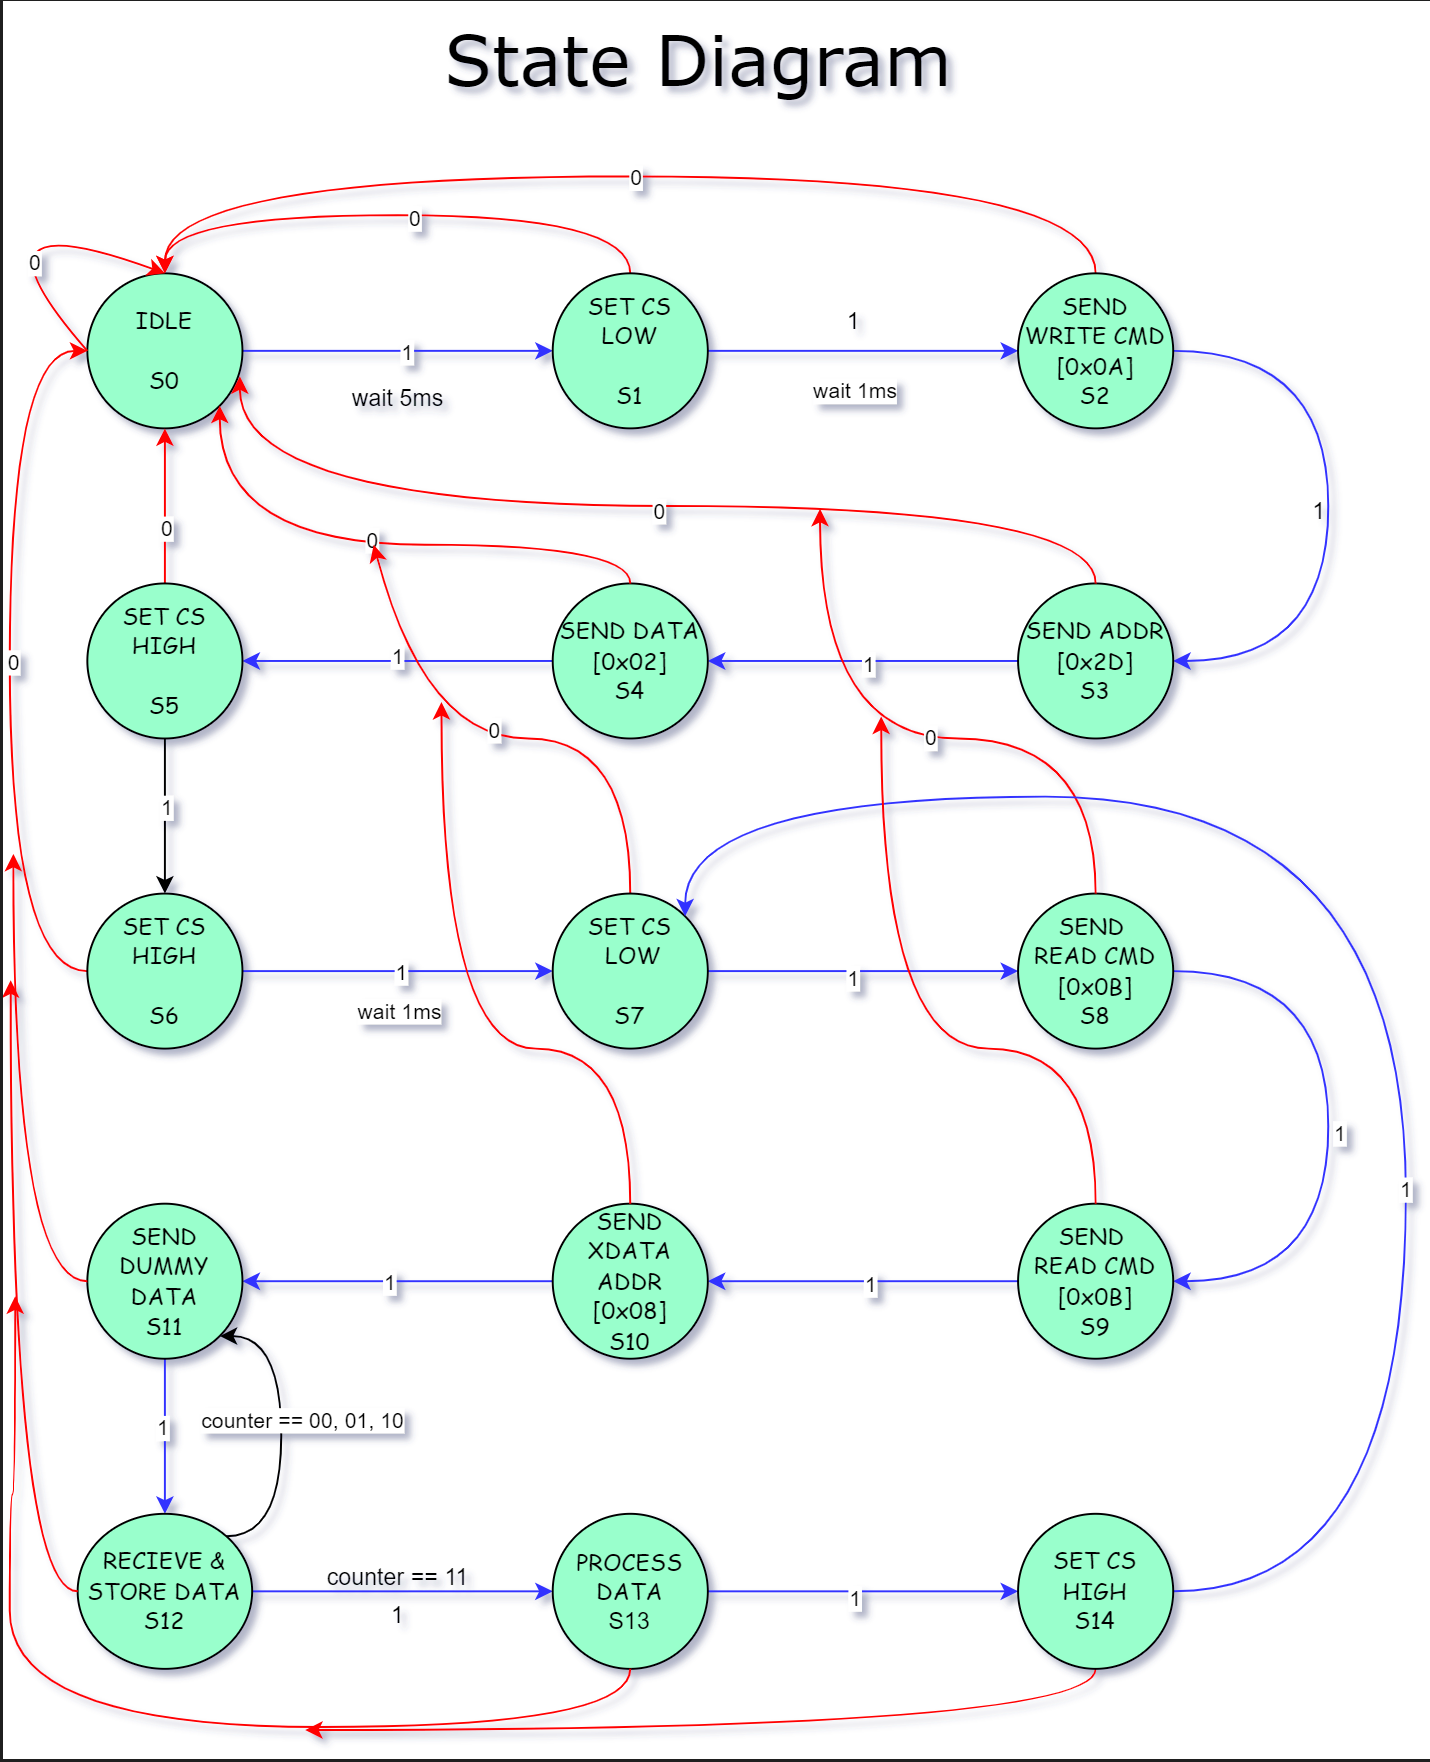 State Diagram
0
0
0
IDLE
S0
1
wait 5ms
SET CS
LOW
S1
1
wait 1ms
SEND
WRITE CMD
[0x0A]
S2
1
0
0
0
SET CS
HIGH
S5
1
SEND DATA
[0x02]
S4
1
SEND ADDR
[0x2D]
S3
0
0
0
1
SET CS
HIGH
S6
1
wait 1ms
SET CS
LOW
S7
1
SEND
READ CMD
[0x0B]
S8
1
1
SEND
DUMMY
DATA
S11
1
SEND
XDATA
ADDR
[0x08]
S10
1
SEND
READ CMD
[0x0B]
S9
1
counter == 00, 01, 10
RECIEVE &
STORE DATA
S12
counter == 11
1
PROCESS
DATA
S13
1
SET CS
HIGH
S14